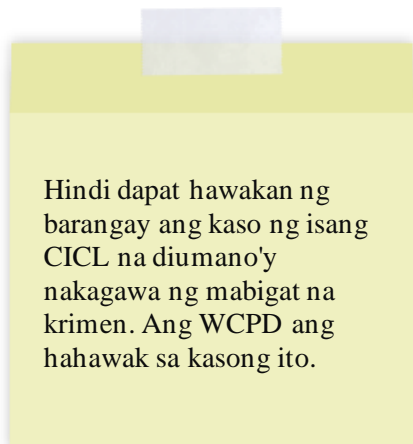 Hindi dapat hawakan ng
barangay ang kaso ng isang
CICL na diumano'y
nakagawa ng mabigat na
krimen. Ang WCPD ang
hahawak sa kasong ito.